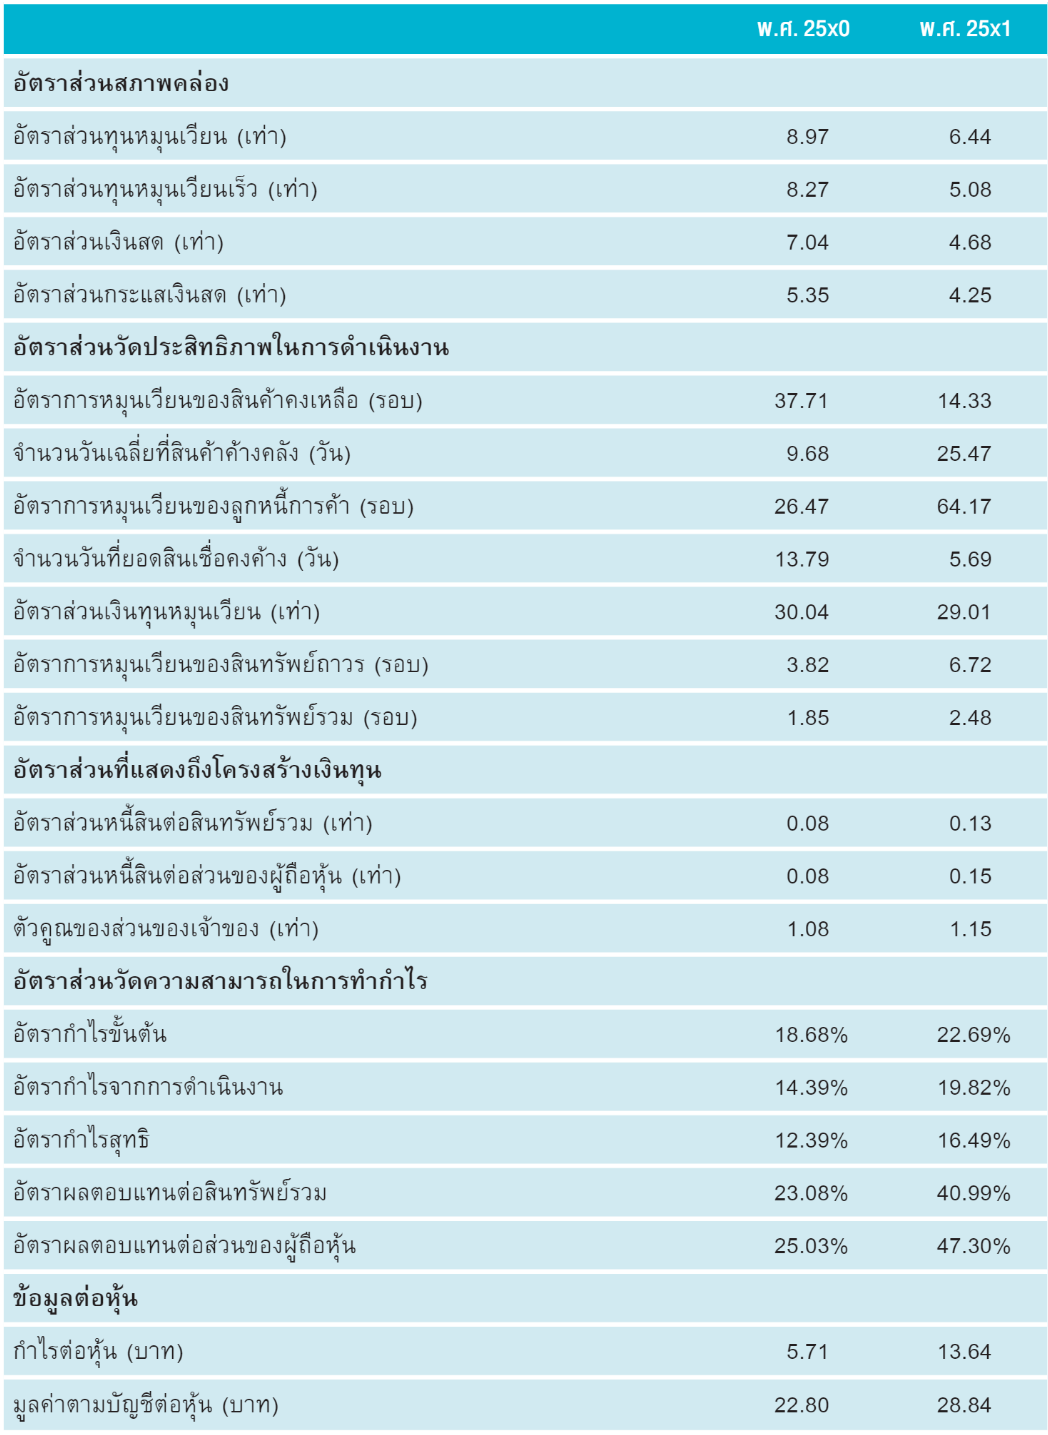 พ.ศ. 25x0 พ.ศ. 25x1
อัตราส่วนสภาพคล่อง
อัตราส่วนทุนหมุนเวียน (เท่า) 8.97 6.44
อัตราส่วนทุนหมุนเวียนเร็ว (เท่า) 8.27 5.08
อัตราส่วนเงินสด (เท่า) 7.04 4.68
อัตราส่วนกระแสเงินสด (เท่า) 5.35 4.25
อัตราส่วนวัดประสิทธิภาพในการดำเนินงาน
อัตราการหมุนเวียนของสินค้าคงเหลือ (รอบ) 37.71 14.33
จำนวนวันเฉลี่ยที่สินค้าค้างคลัง (วัน) 9.68 25.47
อัตราการหมุนเวียนของลูกหนี้การค้า (รอบ) 26.47 64.17
จำนวนวันที่ยอดสินเชื่อคงค้าง (วัน) 13.79 5.69
อัตราส่วนเงินทุนหมุนเวียน (เท่า) 30.04 29.01
อัตราการหมุนเวียนของสินทรัพย์ถาวร (รอบ) 3.82 6.72
อัตราการหมุนเวียนของสินทรัพย์รวม (รอบ) 1.85 2.48
อัตราส่วนที่แสดงถึงโครงสร้างเงินทุน
อัตราส่วนหนี้สินต่อสินทรัพย์รวม (เท่า) 0.08 0.13
อัตราส่วนหนี้สินต่อส่วนของผู้ถือหุ้น (เท่า) 0.08 0.15
ตัวคูณของส่วนของเจ้าของ (เท่า) 1.08 1.15
อัตราส่วนวัดความสามารถในการทำกำไร
อัตรากำไรขั้นต้น 18.68% 22.69%
อัตรากำไรจากการดำเนินงาน 14.39% 19.82%
อัตรากำไรสุทธิ 12.39% 16.49%
อัตราผลตอบแทนต่อสินทรัพย์รวม 23.08% 40.99%
อัตราผลตอบแทนต่อส่วนของผู้ถือหุ้น 25.03% 47.30%
ข้อมูลต่อหุ้น
กำไรต่อหุ้น (บาท) 5.71 13.64
มูลค่าตามบัญชีต่อหุ้น (บาท) 22.80 28.84